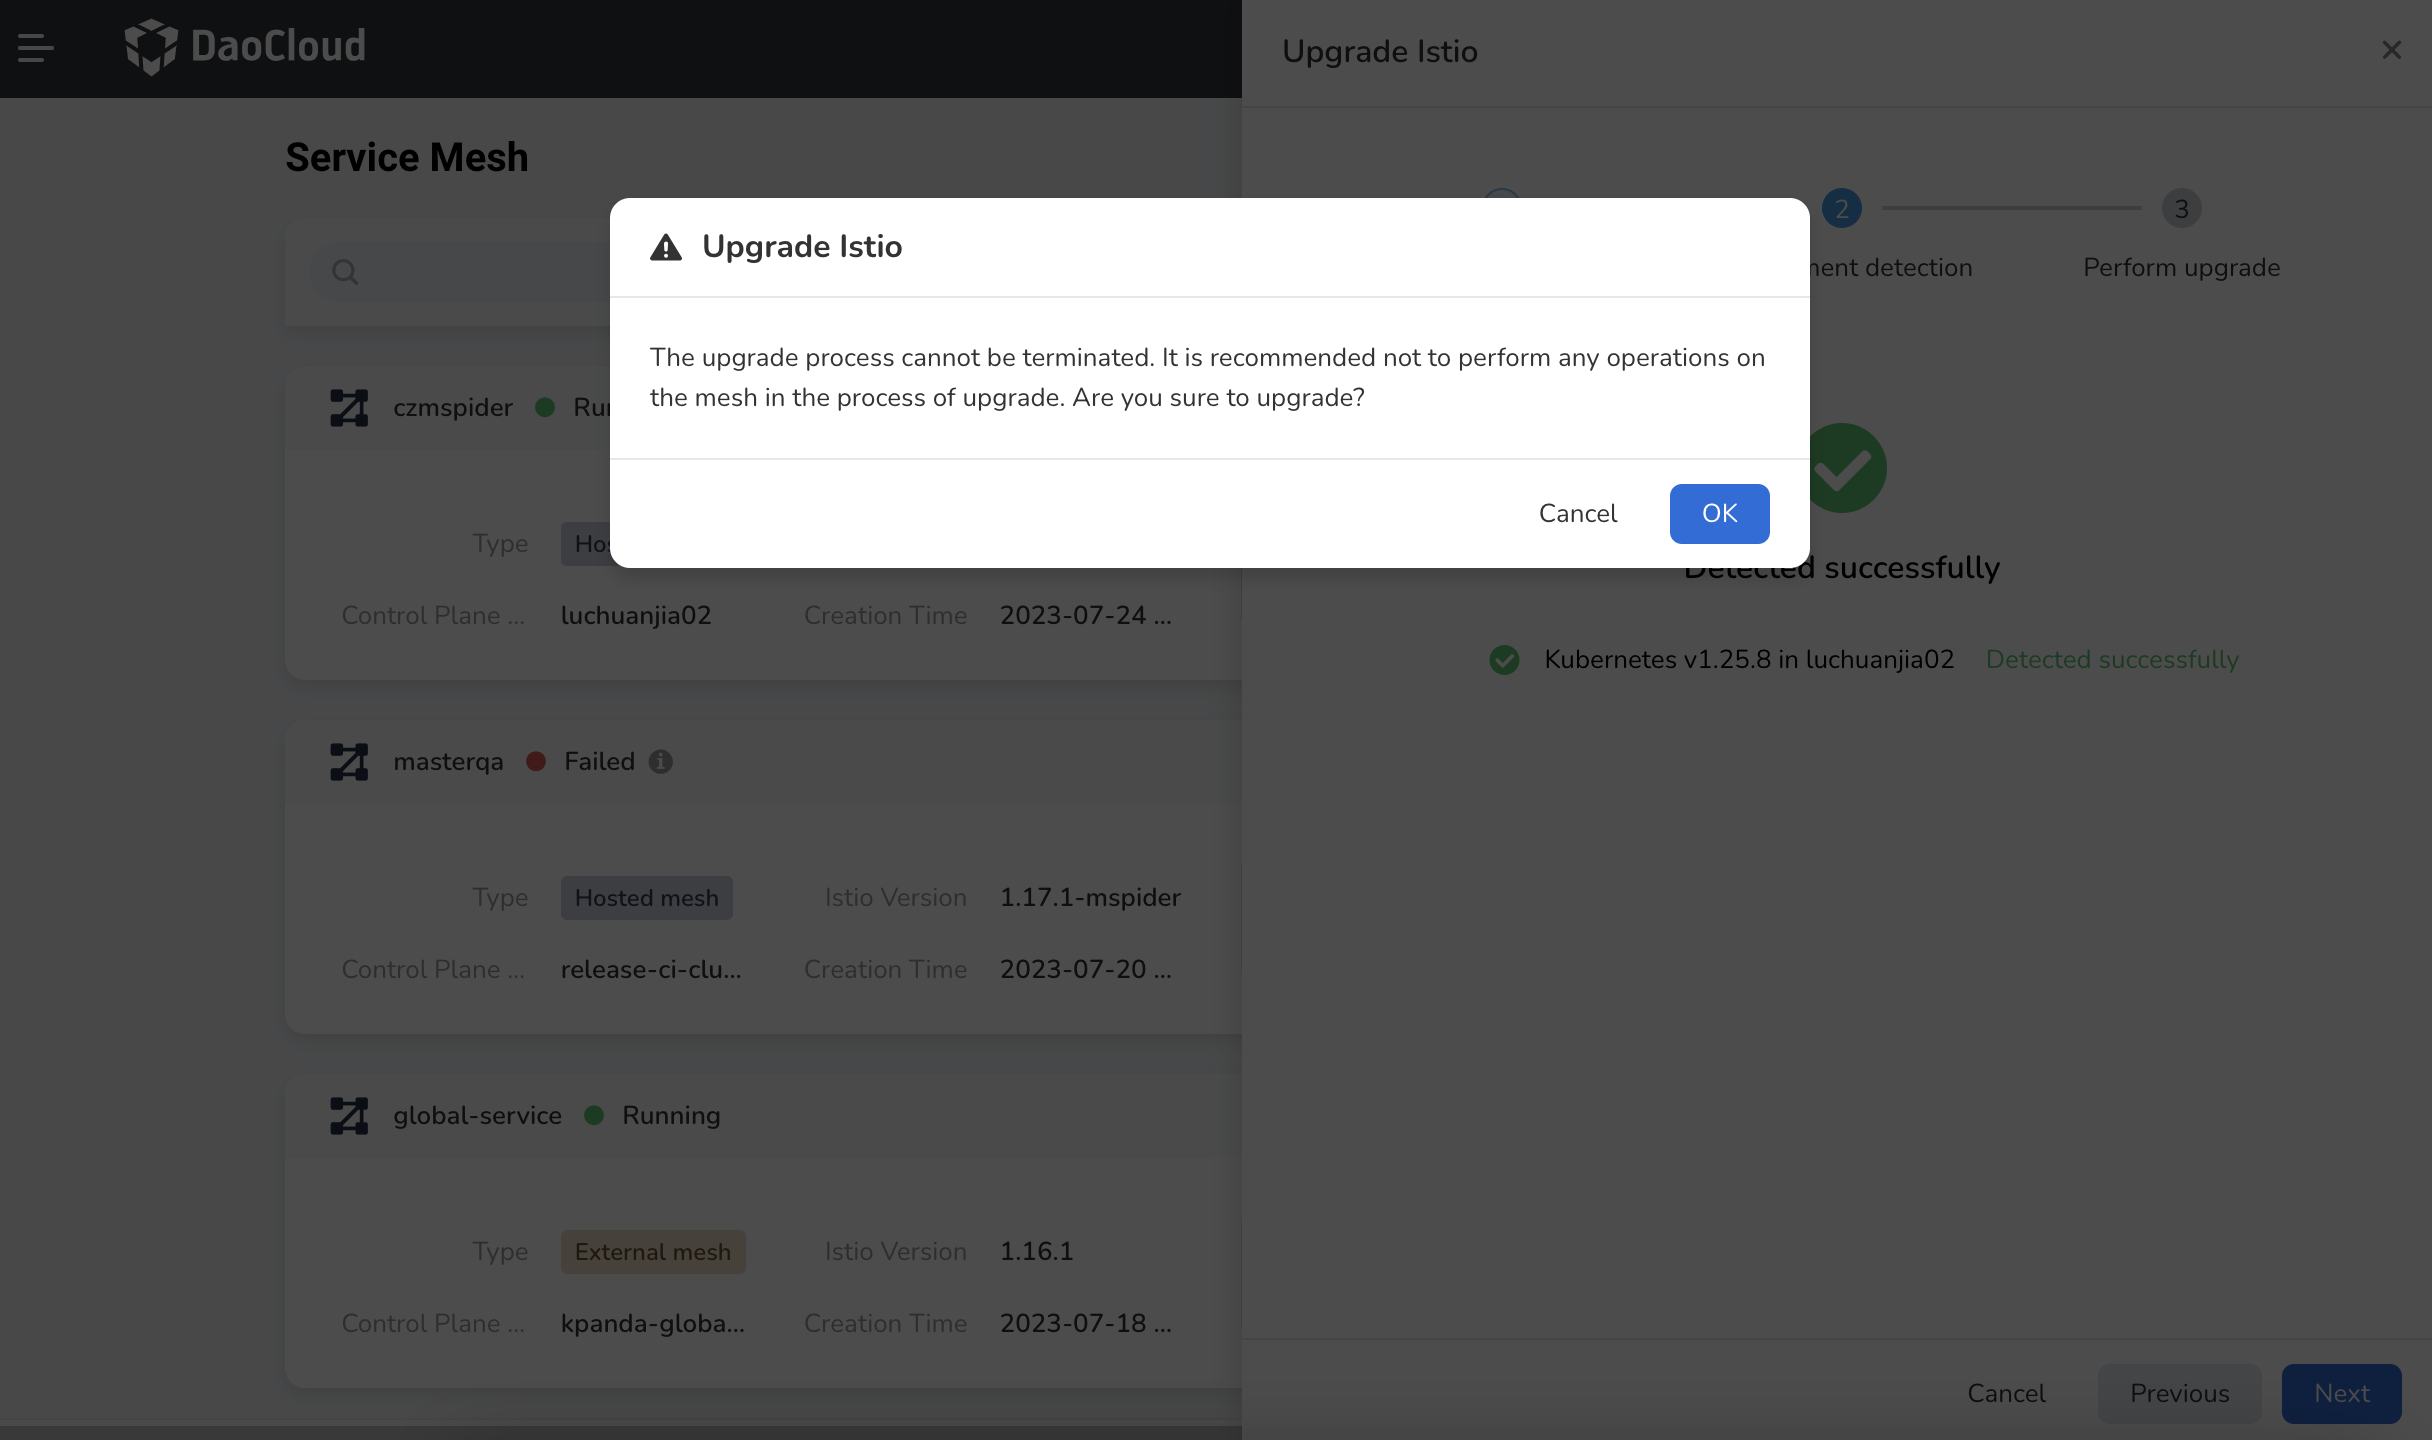 DaoCloud
Upgrade Istio
Service Mesh
2
3
detection
Perform upgrade
Upgrade Istio
The upgrade process cannot be terminated. It is recommended not to perform any operations on
the mesh in the process of upgrade. Are you sure to upgrade?
Cancel
OK
Detected successfully
Kubernetes v1.25.8 in luchuanjia02
Detected successfully
czmspider
Type
Control Plane ...
luchuanjia02
Creation Time
2023-07-24 ...
masterqa
Failed
Type
Hosted mesh
Istio Version
1.17.1-mspider
Control Plane ...
release-ci-clu...
Creation Time
2023-07-20 ...
global-service
Running
Type
External mesh
Istio Version
1.16.1
Control Plane ...
kpanda-globa...
Creation Time
2023-07-18 ...
Cancel
Previous
Next